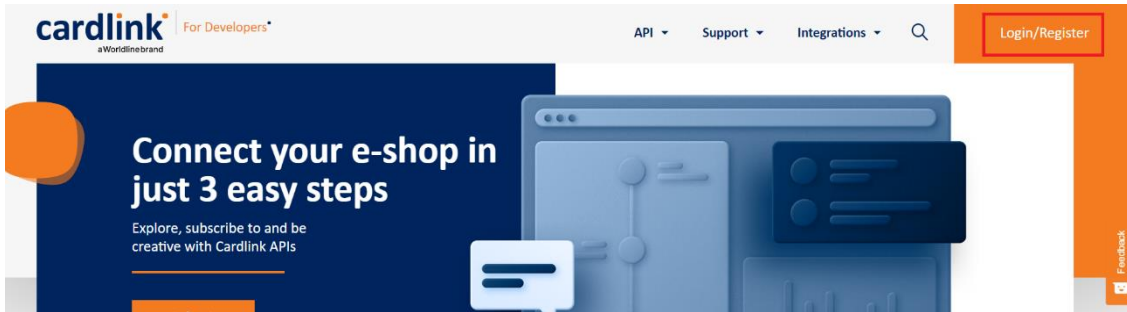 cardlink
For Developers
aWorldlinebrand
API
Support
Integrations
Login/Register
Connect your e-shop in
just 3 easy steps
Explore, subscribe to and be
creative with Cardlink APIs
Feedback